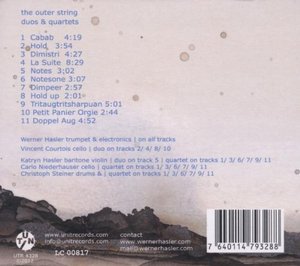 the outer string
duos & quartets
1 Cabab 4:19
2 Hold, 3:54
3 Dimistri 4:19
4 La Suite 8:29
5 Notes 3:02
6 Notesone 3:10
7 Dimpeer 2:59
8 Hold up 2:01
9 Tritaugtritsharpuan 5:01
10 Petit Panier Orgie 2:44
11 Doppel Aug 4:52
Werner Hasler trumpet & electronics | on all tracks
Vincent Courtois cello | duo on tracks 2/ 4/ 8/ 10
Katryn Hasler baritone violin | duo on track 5 | quartet on tracks 1/ 3/ 6/ 7/ 9/ 11
Carlo Niederhauser cello | quartet on tracks 1/ 3/ 6/ 7/ 9/ 11
Christoph Steiner drums & | quartet on tracks 1/ 3/ 6/ 7/ 9/ 11
www.unitrecords.com
info@unitrecords.com
www.wernerhasler.com
mail@wernerhasler.com
UTR 4328
©2012
LC 00817
7 640114 793288